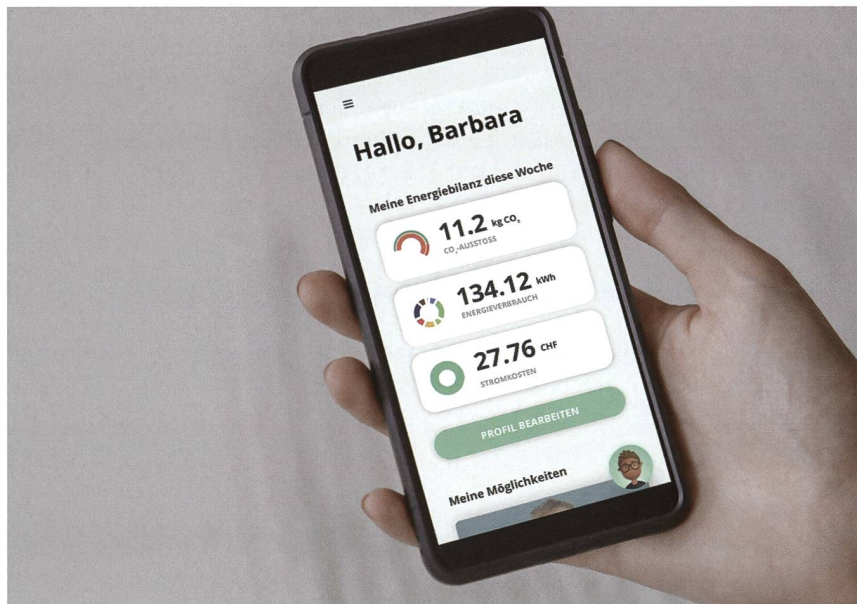 Hallo, Barbara
Meine Energiebilanz diese Woche
11.2 kg CO₂
CO₂-AUSSTOSS
134.12 kWh
ENERGIEVERBRAUCH
27.76 CHF
STROMKOSTEN
PROFIL BEARBEITEN
Meine Möglichkeiten